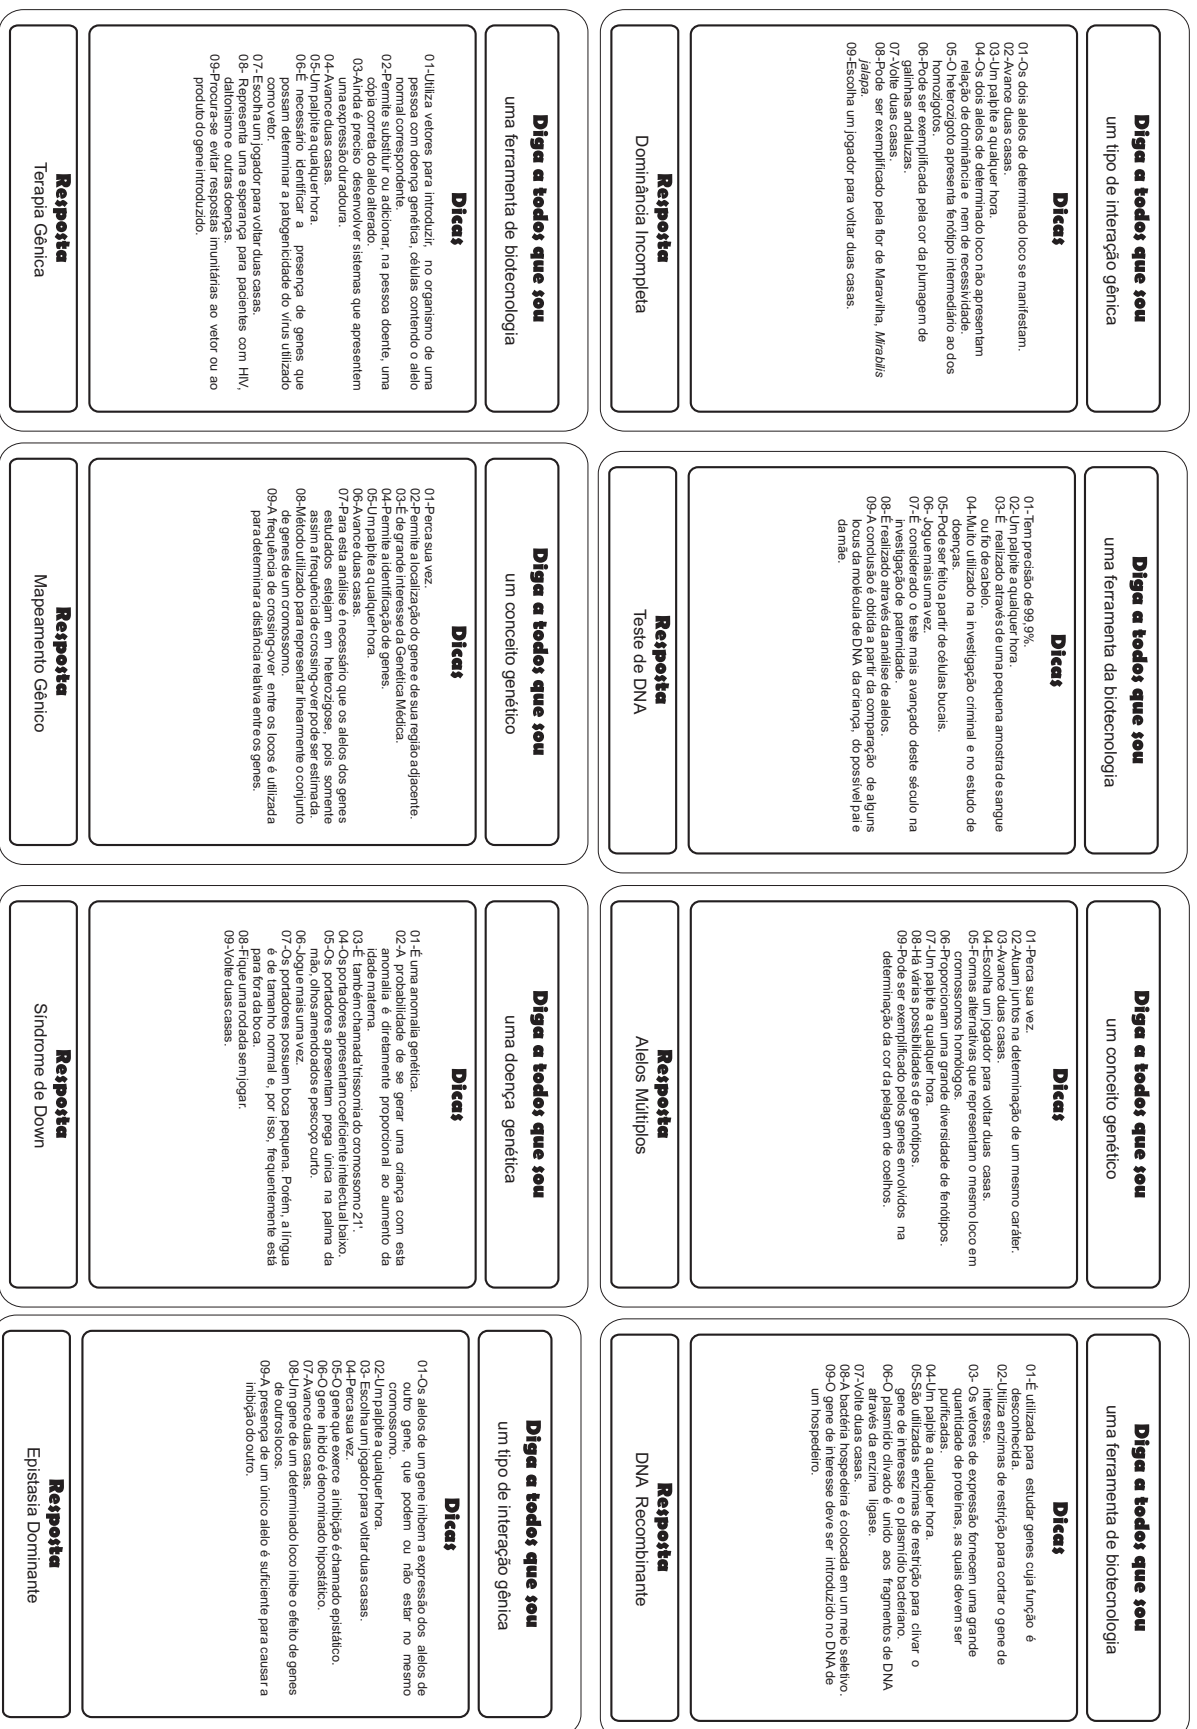 Diga a todos que sou
um tipo de interação gênica
Dicas
01-Os dois alelos de determinado loco se manifestam.
02-Avance duas casas.
03-Um palpite a qualquer hora.
04-Os dois alelos de determinado loco não apresentam
relação de dominância e nem de recessividade.
05-O heterozigoto apresenta fenótipo intermediário ao dos
homozigotos.
06-Pode ser exemplificada pela cor da plumagem de
galinhas andaluzas.
07-Volte duas casas.
08-Pode ser exemplificado pela flor de Maravilha, Mirabilis
jalapa.
09-Escolha um jogador para voltar duas casas.
Resposta
Dominância Incompleta
Diga a todos que sou
uma ferramenta da biotecnologia
Dicas
01-Tem precisão de 99,9%.
02-Um palpite a qualquer hora.
03-É realizado através de uma pequena amostra de sangue
ou fio de cabelo.
04-Muito utilizado na investigação criminal e no estudo de
doenças.
05-Pode ser feito a partir de células bucais.
06-Jogue mais uma vez.
07-É considerado o teste mais avançado deste século na
investigação de paternidade.
08-É realizado através da análise de alelos.
09-A conclusão é obtida a partir da comparação de alguns
locus da molécula de DNA da criança, do possível pai e
da mãe.
Resposta
Teste de DNA
Diga a todos que sou
um conceito genético
Dicas
01-Perca sua vez.
02-Atuam juntos na determinação de um mesmo caráter.
03-Avance duas casas.
04-Escolha um jogador para voltar duas casas.
05-Formas alternativas que representam o mesmo loco em
cromossomos homólogos.
06-Proporcionam uma grande diversidade de fenótipos.
07-Um palpite a qualquer hora.
08-Há várias possibilidades de genótipos.
09-Pode ser exemplificado pelos genes envolvidos na
determinação da cor da pelagem de coelhos.
Resposta
Alelos Múltiplos
Diga a todos que sou
uma ferramenta de biotecnologia
Dicas
01-É utilizada para estudar genes cuja função é
desconhecida.
02-Utiliza enzimas de restrição para cortar o gene de
interesse.
03- Os vetores de expressão fornecem uma grande
quantidade de proteínas, as quais devem ser
purificadas.
04-Um palpite a qualquer hora.
05-São utilizadas enzimas de restrição para clivar o
gene de interesse e o plasmídio bacteriano.
06-O plasmídio clivado é unido aos fragmentos de DNA
através da enzima ligase.
07-Volte duas casas.
08-A bactéria hospedeira é colocada em um meio seletivo.
09-O gene de interesse deve ser introduzido no DNA de
um hospedeiro.
Resposta
DNA Recombinante
Diga a todos que sou
uma ferramenta de biotecnologia
Dicas
01-Utiliza vetores para introduzir, no organismo de uma
pessoa com doença genética, células contendo o alelo
normal correspondente.
02-Permite substituir ou adicionar, na pessoa doente, uma
cópia correta do alelo alterado.
03-Ainda é preciso desenvolver sistemas que apresentem
uma expressão duradoura.
04-Avance duas casas.
05-Um palpite a qualquer hora.
06-É necessário identificar a presença de genes que
possam determinar a patogenicidade do vírus utilizado
como vetor.
07- Escolha um jogador para voltar duas casas.
08- Representa uma esperança para pacientes com HIV,
daltonismo e outras doenças.
09-Procura-se evitar respostas imunitárias ao vetor ou ao
produto do gene introduzido.
Resposta
Terapia Gênica
Diga a todos que sou
um conceito genético
Dicas
01-Perca sua vez.
02-Permite a localização do gene e de sua região adjacente.
03-É de grande interesse da Genética Médica.
04-Permite a identificação de genes.
05-Um palpite a qualquer hora.
06-Avance duas casas.
07-Para esta análise é necessário que os alelos dos genes
estudados estejam em heterozigose, pois somente
assim a frequência de crossing-over pode ser estimada.
08-Método utilizado para representar linearmente o conjunto
de genes de um cromossomo.
09-A frequência de crossing-over entre os locos é utilizada
para determinar a distância relativa entre os genes.
Resposta
Mapeamento Gênico
Diga a todos que sou
uma doença genética
Dicas
01-É uma anomalia genética.
02-A probabilidade de se gerar uma criança com esta
anomalia é diretamente proporcional ao aumento da
idade materna.
03-É também chamada 'trissomia do cromossomo 21'.
04-Os portadores apresentam coeficiente intelectual baixo.
05-Os portadores apresentam prega única na palma da
mão, olhos amendoados e pescoço curto.
06-Jogue mais uma vez.
07-Os portadores possuem boca pequena. Porém, a língua
é de tamanho normal e, por isso, frequentemente está
para fora da boca.
08-Fique uma rodada sem jogar.
09-Volte duas casas.
Resposta
Síndrome de Down
Diga a todos que sou
um tipo de interação gênica
Dicas
01-Os alelos de um gene inibem a expressão dos alelos de
outro gene, que podem ou não estar no mesmo
cromossomo.
02-Um palpite a qualquer hora.
03- Escolha um jogador para voltar duas casas.
04-Perca sua vez.
05-O gene que exerce a inibição é chamado epistático.
06-O gene inibido é denominado hipostático.
07-Avance duas casas.
08-Um gene de um determinado loco inibe o efeito de genes
de outros locos.
09-A presença de um único alelo é suficiente para causar a
inibição do outro.
Resposta
Epistasia Dominante